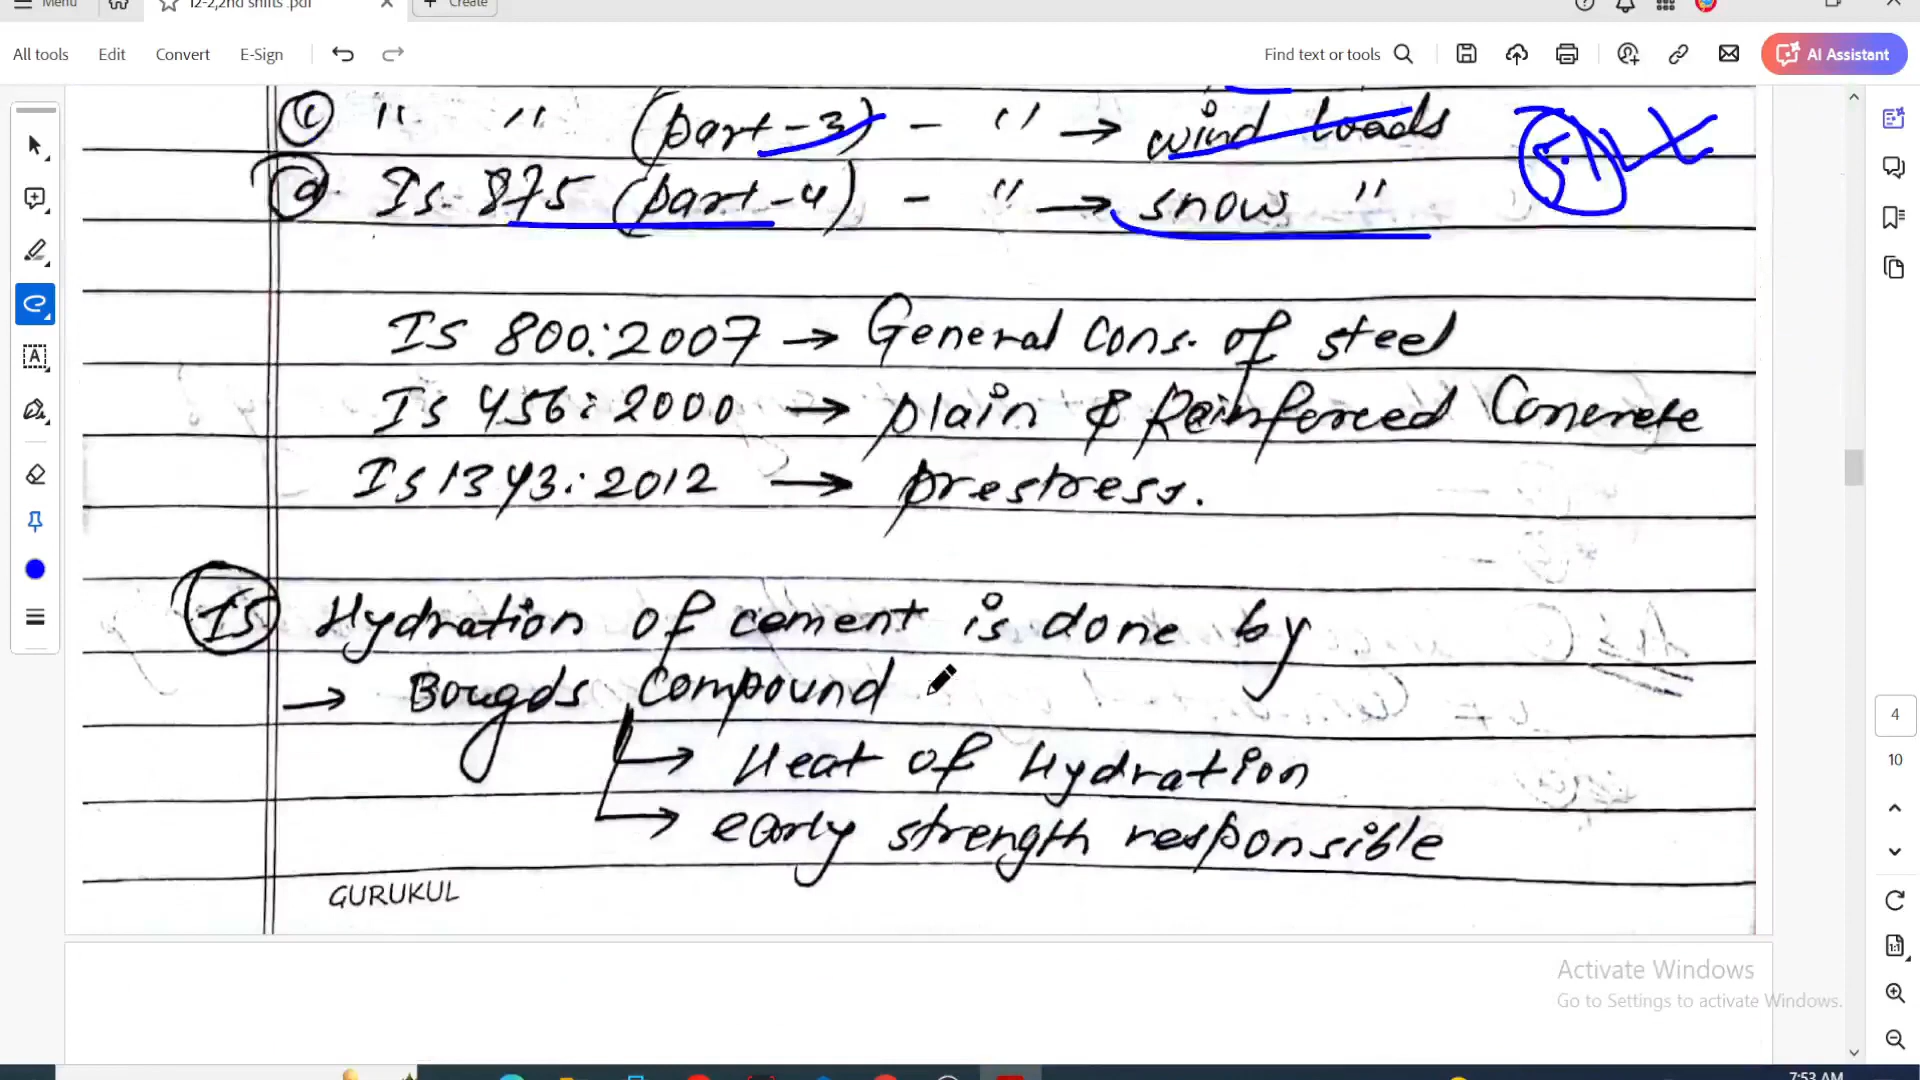 Menu
12-2,2nd shifts .pdf
Create
All tools Edit Convert E-Sign
Find text or tools
AI Assistant
(c) " " (part-3) - " → wind loads
(d) Is 875 (part-4) - " → snow "
IS 800:2007 → General cons. of steel
Is 456:2000 → plain & Reinforced Concrete
Is 1343:2012 → prestress.
15 Hydration of cement is done by
→ Bougds compound
→ Heat of Hydration
→ early strength responsible
GURUKUL
4
10
Activate Windows
Go to Settings to activate Windows.
7:53 AM